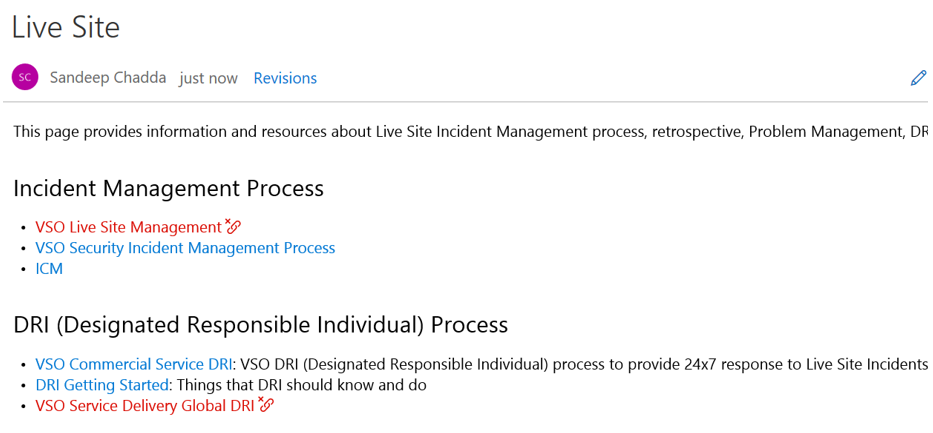 Live Site
SC Sandeep Chadda just now Revisions
This page provides information and resources about Live Site Incident Management process, retrospective, Problem Management, DR
Incident Management Process
• VSO Live Site Management
• VSO Security Incident Management Process
• ICM
DRI (Designated Responsible Individual) Process
• VSO Commercial Service DRI: VSO DRI (Designated Responsible Individual) process to provide 24x7 response to Live Site Incidents
• DRI Getting Started: Things that DRI should know and do
• VSO Service Delivery Global DRI